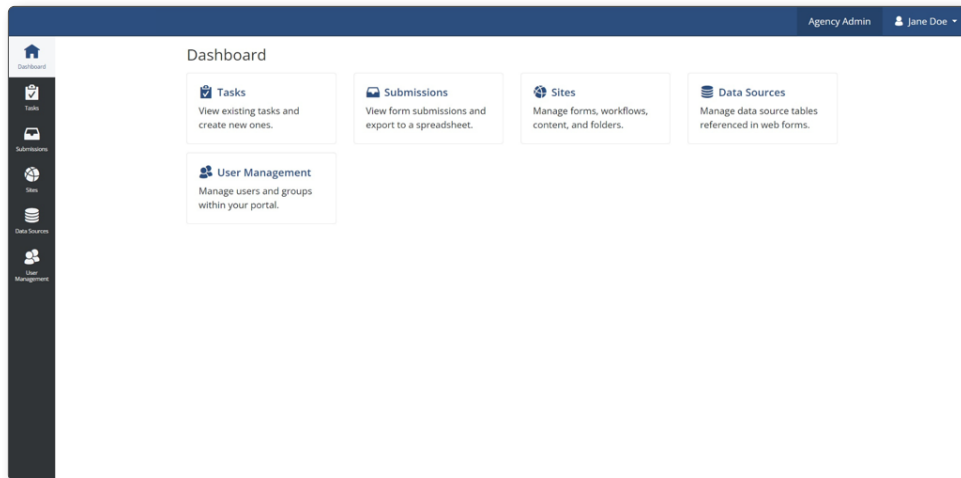 Agency Admin
Jane Doe
Dashboard
Tasks
Submissions
Sites
Data Sources
User
Management
Dashboard
Tasks
View existing tasks and
create new ones.
Submissions
View form submissions and
export to a spreadsheet.
Sites
Manage forms, workflows,
content, and folders.
Data Sources
Manage data source tables
referenced in web forms.
User Management
Manage users and groups
within your portal.